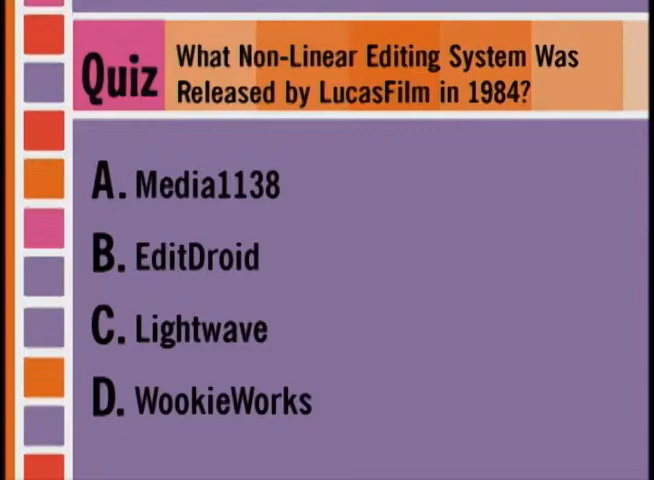 Quiz
What Non-Linear Editing System Was
Released by LucasFilm in 1984?
A. Media1138
B. EditDroid
C. Lightwave
D. WookieWorks